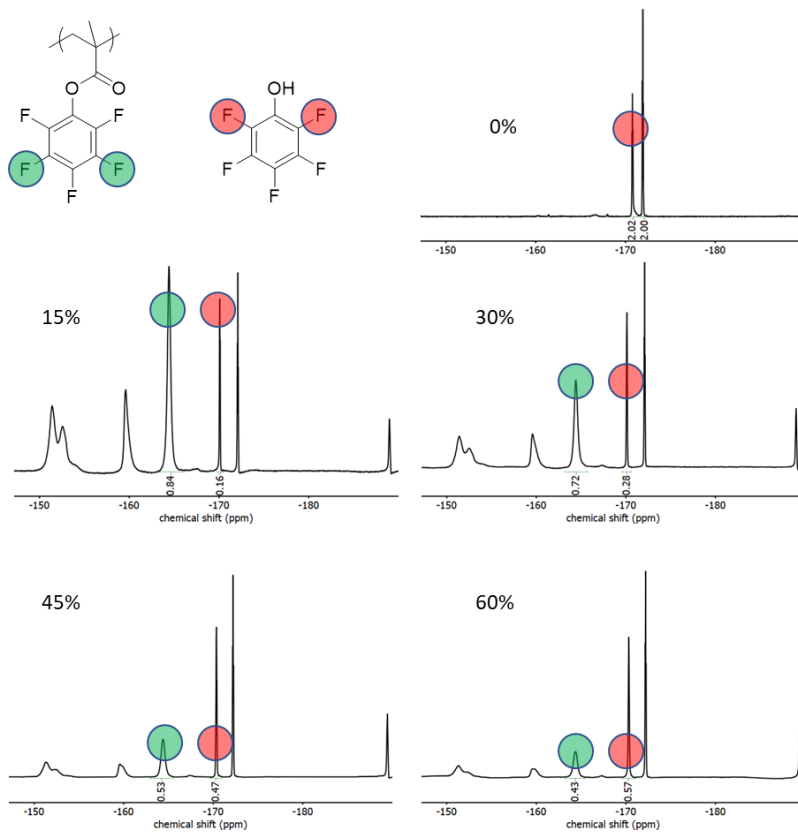 O
O
F
F
F
F
F
OH
F
F
F
F
F
0%
2.02
2.00
-150
-160
-170
-180
15%
0.84
0.16
-150
-160
-170
-180
chemical shift (ppm)
30%
0.72
0.28
-150
-160
-170
-180
chemical shift (ppm)
45%
0.53
0.47
-150
-160
-170
-180
chemical shift (ppm)
60%
0.43
0.57
-150
-160
-170
-180
chemical shift (ppm)